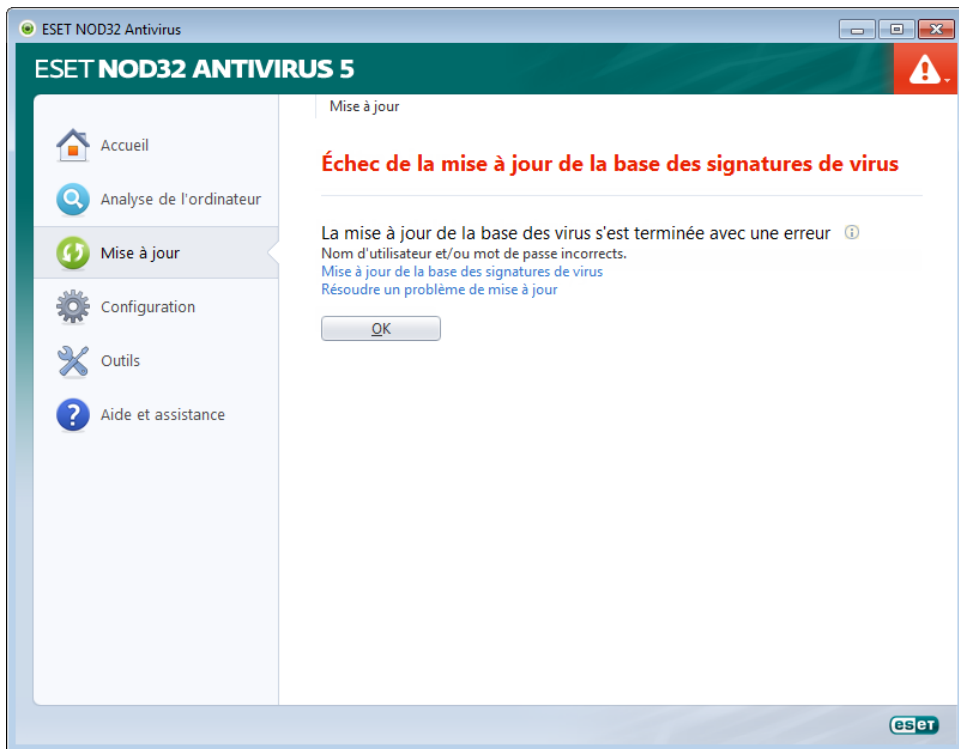 ESET NOD32 Antivirus
ESET NOD32 ANTIVIRUS 5
Accueil
Analyse de l'ordinateur
Mise à jour
Configuration
Outils
Aide et assistance
Mise à jour
Échec de la mise à jour de la base des signatures de virus
La mise à jour de la base des virus s'est terminée avec une erreur
Nom d'utilisateur et/ou mot de passe incorrects.
Mise à jour de la base des signatures de virus
Résoudre un problème de mise à jour
OK
eset